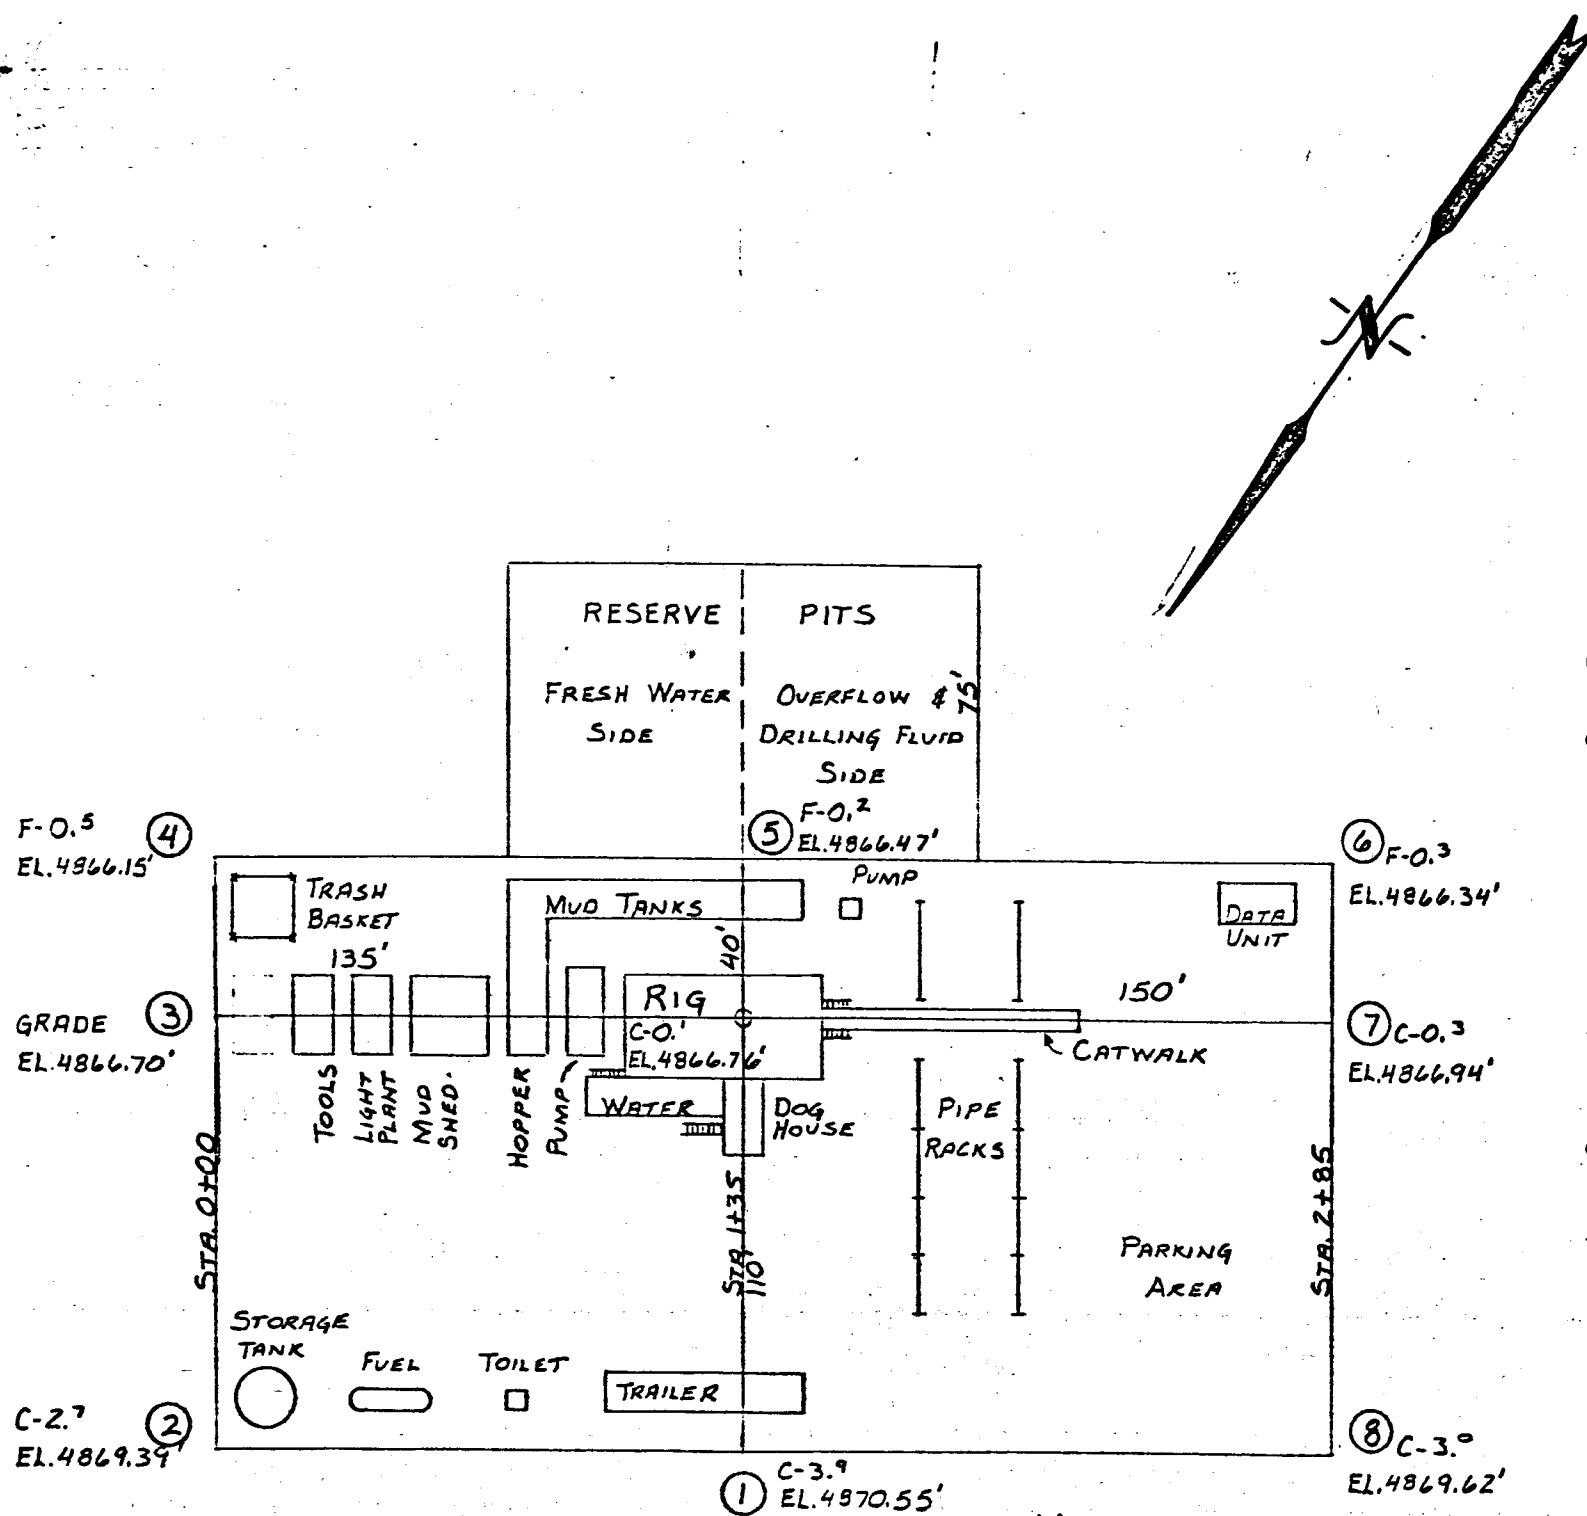 N
RESERVE PITS
FRESH WATER
SIDE
OVERFLOW &
DRILLING FLUID
SIDE
75'
F-0.5
4
EL.4866.15'
5
F-0.2
EL.4866.47'
6
F-0.3
EL.4866.34'
TRASH
BASKET
MUD TANKS
PUMP
DATA
UNIT
135'
40'
150'
GRADE
3
EL.4866.70'
RIG
C-0.1
EL.4866.76'
7
C-0.3
EL.4866.94'
CATWALK
TOOLS
LIGHT
PLANT
MUD
SHED.
HOPPER
PUMP
WATER
DOG
HOUSE
PIPE
RACKS
STA. 0+00
STA. 1+35
110'
STA. 2+85
PARKING
AREA
STORAGE
TANK
FUEL
TOILET
TRAILER
C-2.7
2
EL.4869.39'
1
C-3.9
EL.4870.55'
8
C-3.0
EL.4869.62'